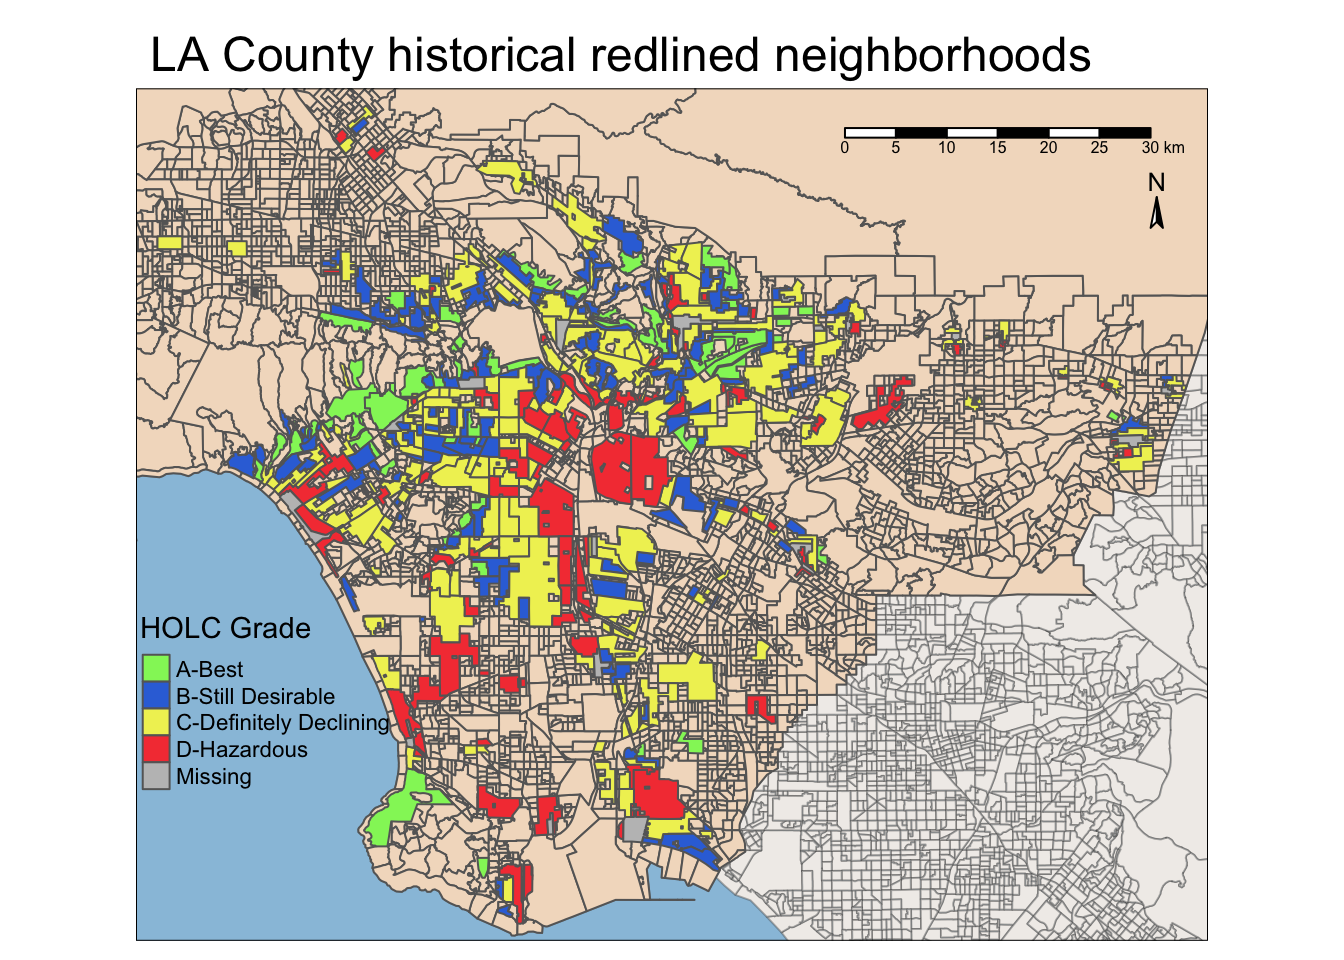 LA County historical redlined neighborhoods
0 5 10 15 20 25 30 km
N
HOLC Grade
A-Best
B-Still Desirable
C-Definitely Declining
D-Hazardous
Missing